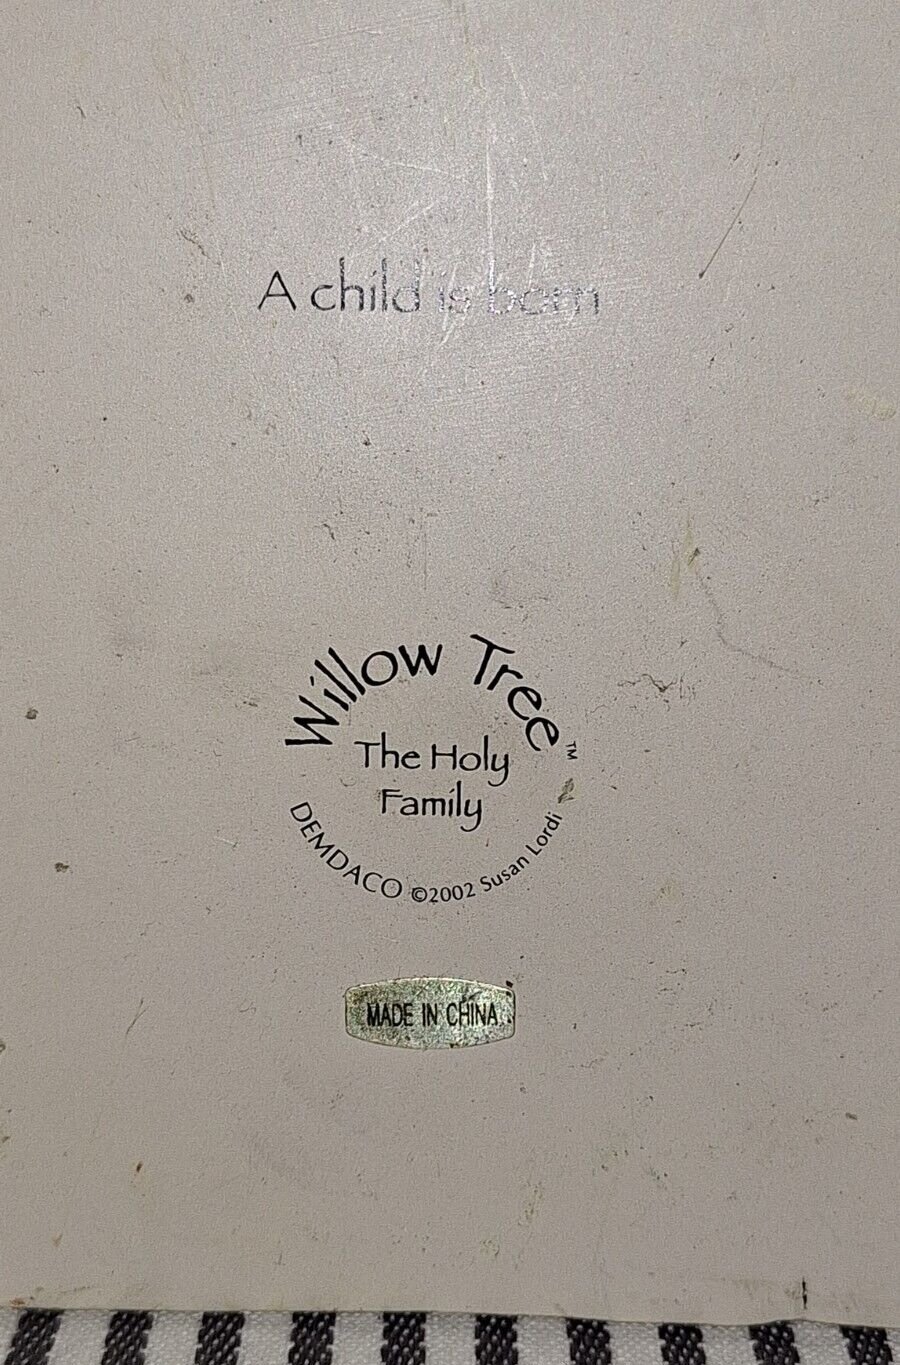 A child is born
Willow Tree™
The Holy
Family
DEMDACO ©2002 Susan Lordi
MADE IN CHINA